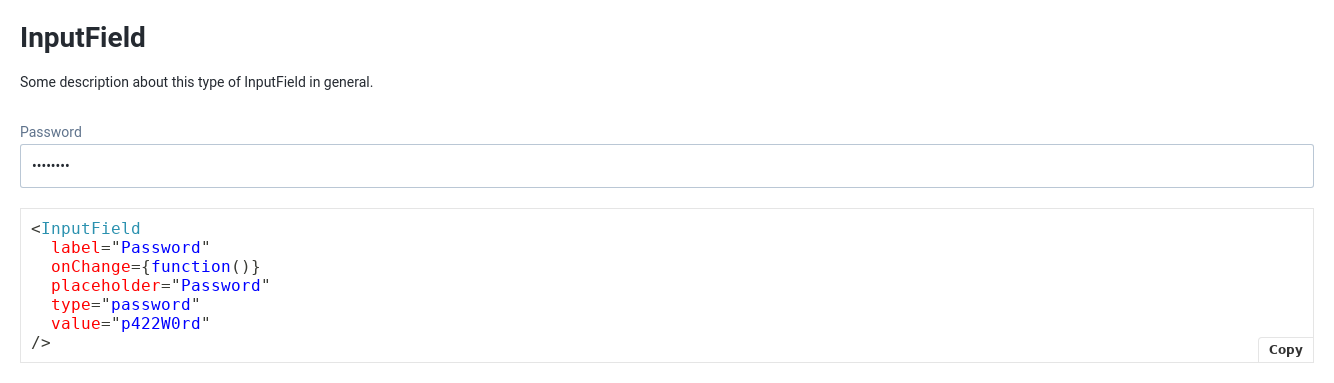 InputField
Some description about this type of InputField in general.
Password
••••••••
<InputField
  label="Password"
  onChange={function()}
  placeholder="Password"
  type="password"
  value="p422W0rd"
/>
Copy